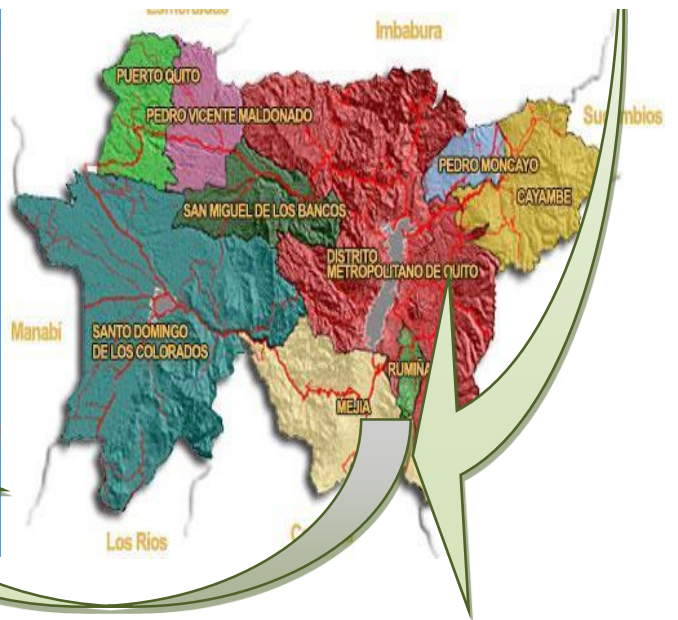 Imbabura
PUERTO QUITO
PEDRO VICENTE MALDONADO
PEDRO MONCAYO
CAYAMBE
SAN MIGUEL DE LOS BANCOS
DISTRITO
METROPOLITANO DE QUITO
Manabí
SANTO DOMINGO
DE LOS COLORADOS
MEJIA
Los Ríos